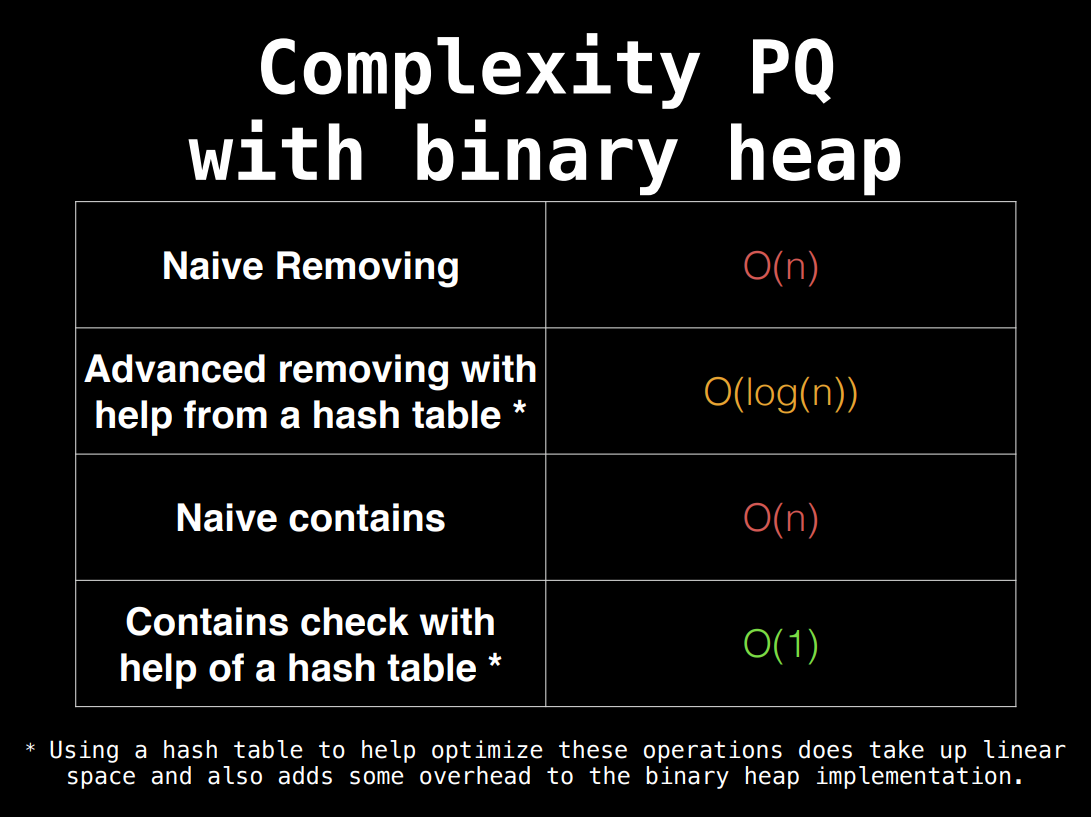 Complexity PQ
with binary heap
Naive Removing
O(n)
Advanced removing with
help from a hash table *
O(log(n))
Naive contains
O(n)
Contains check with
help of a hash table *
O(1)
* Using a hash table to help optimize these operations does take up linear
space and also adds some overhead to the binary heap implementation.